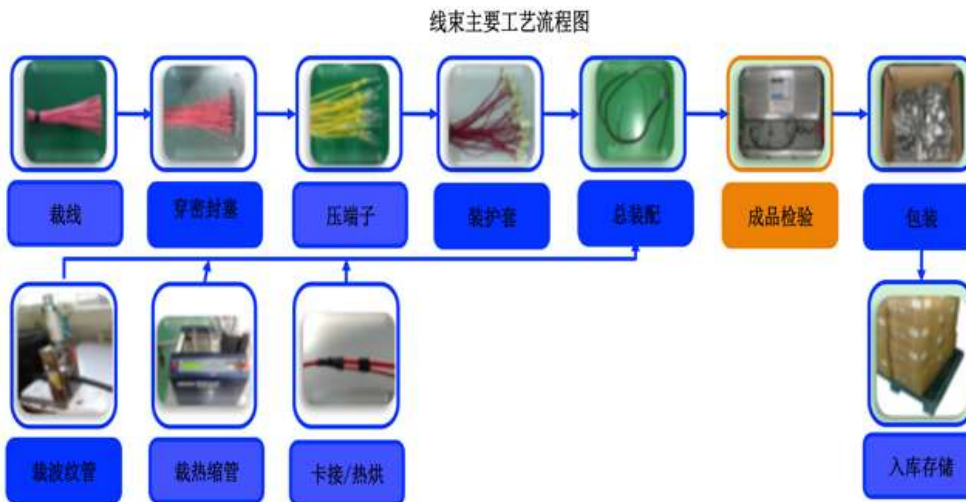 线束主要工艺流程图
裁线
穿密封塞
压端子
装护套
总装配
成品检验
包装
裁波纹管
裁热缩管
卡接/热烘
入库存储